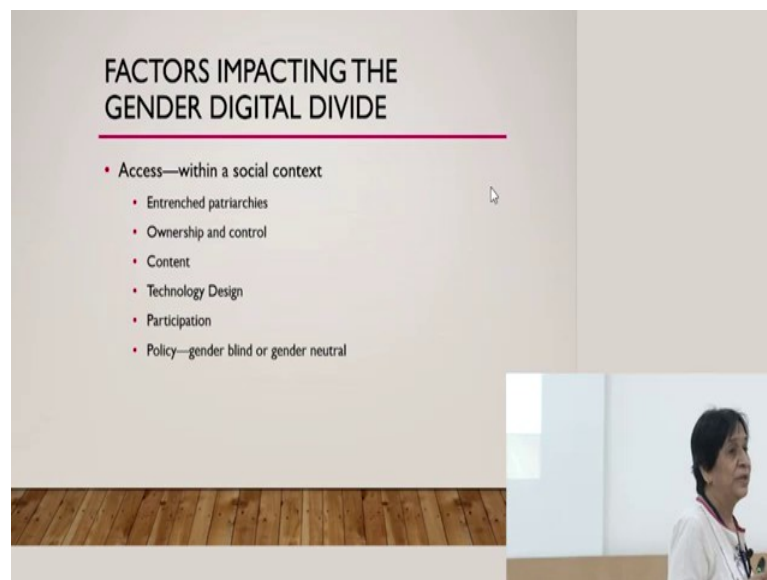 FACTORS IMPACTING THE
GENDER DIGITAL DIVIDE
• Access—within a social context
• Entrenched patriarchies
• Ownership and control
• Content
• Technology Design
• Participation
• Policy—gender blind or gender neutral